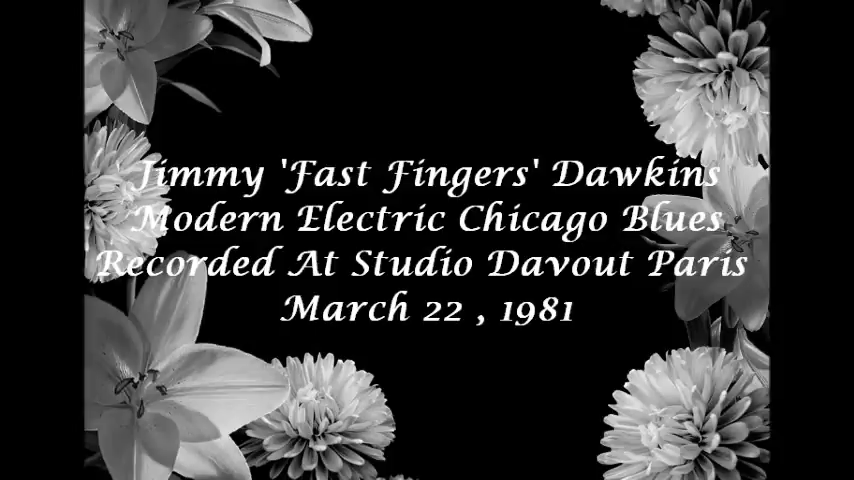 Jimmy 'Fast Fingers' Dawkins
Modern Electric Chicago Blues
Recorded At Studio Davout Paris
March 22 , 1981